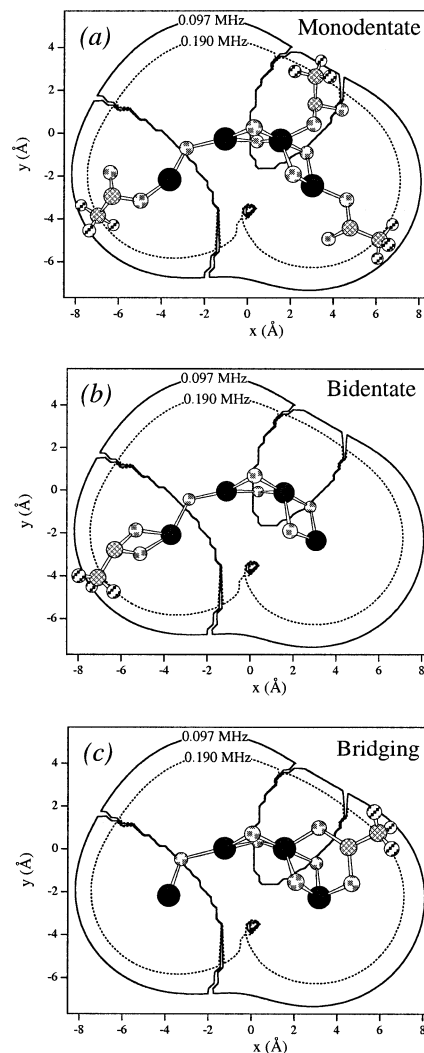 (a) Monodentate
0.097 MHz
0.190 MHz
4
2
0
-2
-4
-6
y (Å)
-8 -6 -4 -2 0 2 4 6 8
x (Å)
(b) Bidentate
0.097 MHz
0.190 MHz
4
2
0
-2
-4
-6
y (Å)
-8 -6 -4 -2 0 2 4 6 8
x (Å)
(c) Bridging
0.097 MHz
0.190 MHz
4
2
0
-2
-4
-6
y (Å)
-8 -6 -4 -2 0 2 4 6 8
x (Å)